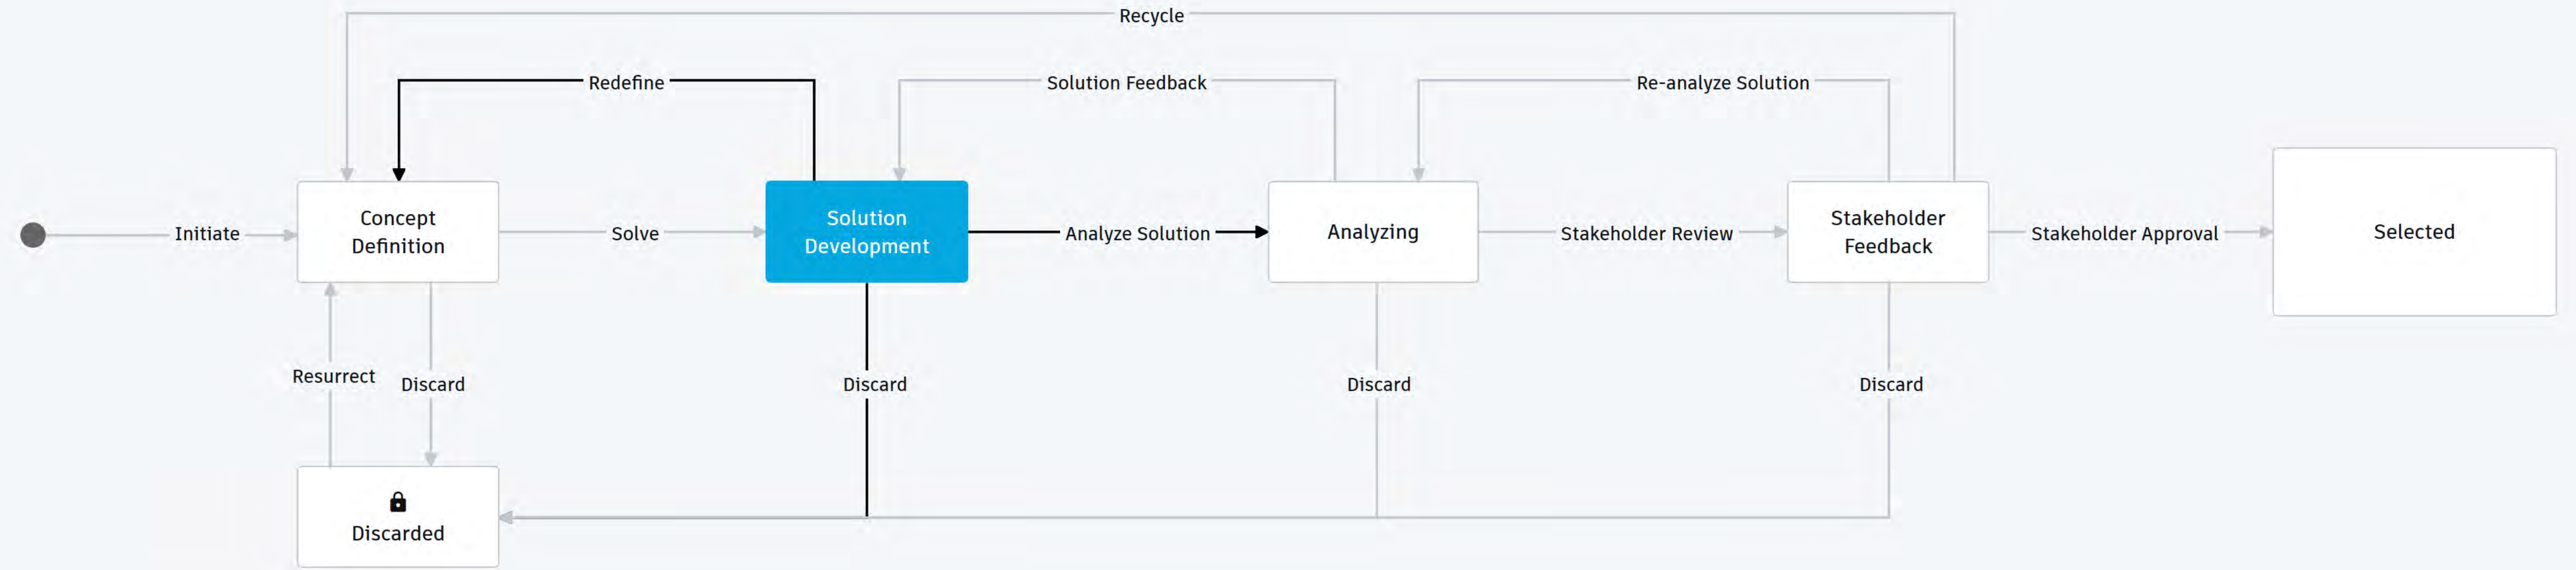 Recycle
Redefine
Solution Feedback
Re-analyze Solution
Initiate
Concept
Definition
Solve
Solution
Development
Analyze Solution
Analyzing
Stakeholder Review
Stakeholder
Feedback
Stakeholder Approval
Selected
Resurrect
Discard
Discard
Discard
Discard
Discarded